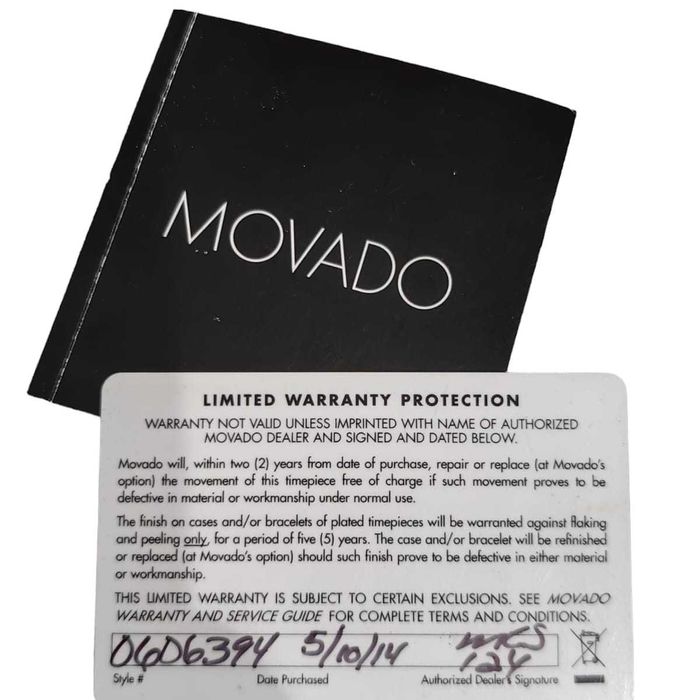 MOVADO
LIMITED WARRANTY PROTECTION
WARRANTY NOT VALID UNLESS IMPRINTED WITH NAME OF AUTHORIZED
MOVADO DEALER AND SIGNED AND DATED BELOW.
Movado will, within two (2) years from date of purchase, repair or replace (at Movado's
option) the movement of this timepiece free of charge if such movement proves to be
defective in material or workmanship under normal use.
The finish on cases and/or bracelets of plated timepieces will be warranted against flaking
and peeling only, for a period of five (5) years. The case and/or bracelet will be refinished
or replaced (at Movado's option) should such finish prove to be defective in either material
or workmanship.
THIS LIMITED WARRANTY IS SUBJECT TO CERTAIN EXCLUSIONS. SEE MOVADO
WARRANTY AND SERVICE GUIDE FOR COMPLETE TERMS AND CONDITIONS.
0606394 5/10/14
124
Style # Date Purchased Authorized Dealer's Signature